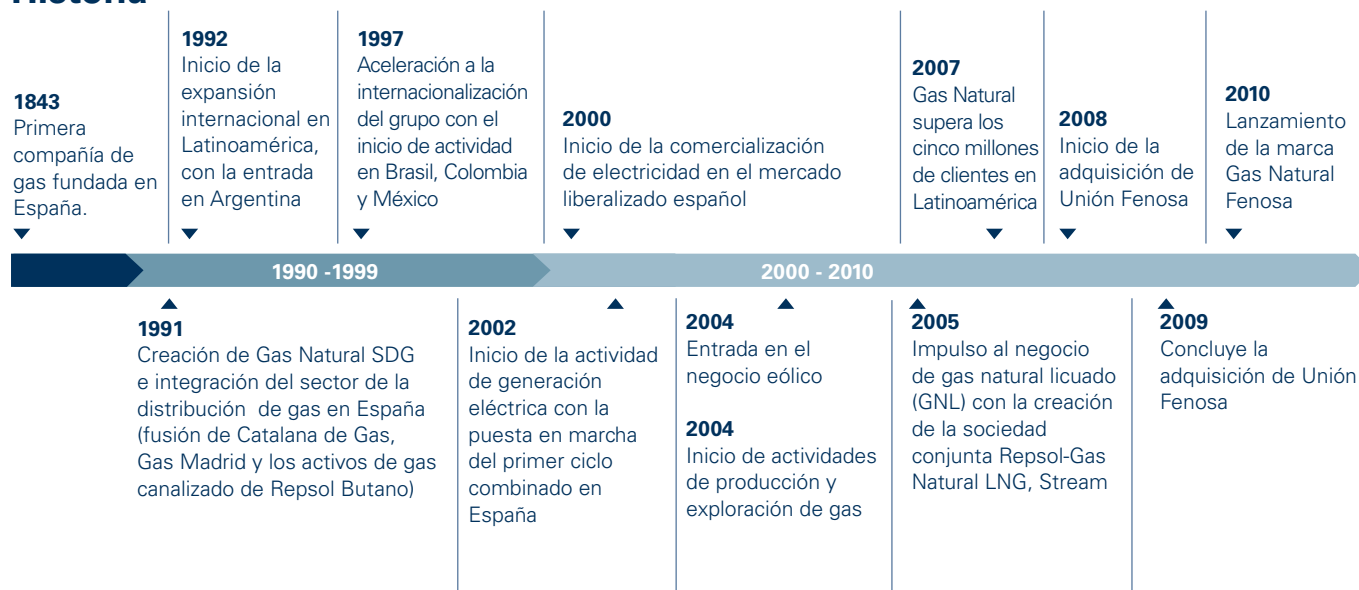 1843
Primera
compañía de
gas fundada en
España.
1992
Inicio de la
expansión
internacional en
Latinoamérica,
con la entrada
en Argentina
1997
Aceleración a la
internacionalización
del grupo con el
inicio de actividad
en Brasil, Colombia
y México
2000
Inicio de la comercialización
de electricidad en el mercado
liberalizado español
2007
Gas Natural
supera los
cinco millones
de clientes en
Latinoamérica
2008
Inicio de la
adquisición de
Unión Fenosa
2010
Lanzamiento
de la marca
Gas Natural
Fenosa
1990 -1999
2000 - 2010
1991
Creación de Gas Natural SDG
e integración del sector de la
distribución de gas en España
(fusión de Catalana de Gas,
Gas Madrid y los activos de gas
canalizado de Repsol Butano)
2002
Inicio de la actividad
de generación
eléctrica con la
puesta en marcha
del primer ciclo
combinado en
España
2004
Entrada en el
negocio eólico
2004
Inicio de actividades
de producción y
exploración de gas
2005
Impulso al negocio
de gas natural licuado
(GNL) con la creación
de la sociedad
conjunta Repsol-Gas
Natural LNG, Stream
2009
Concluye la
adquisición de Unión
Fenosa